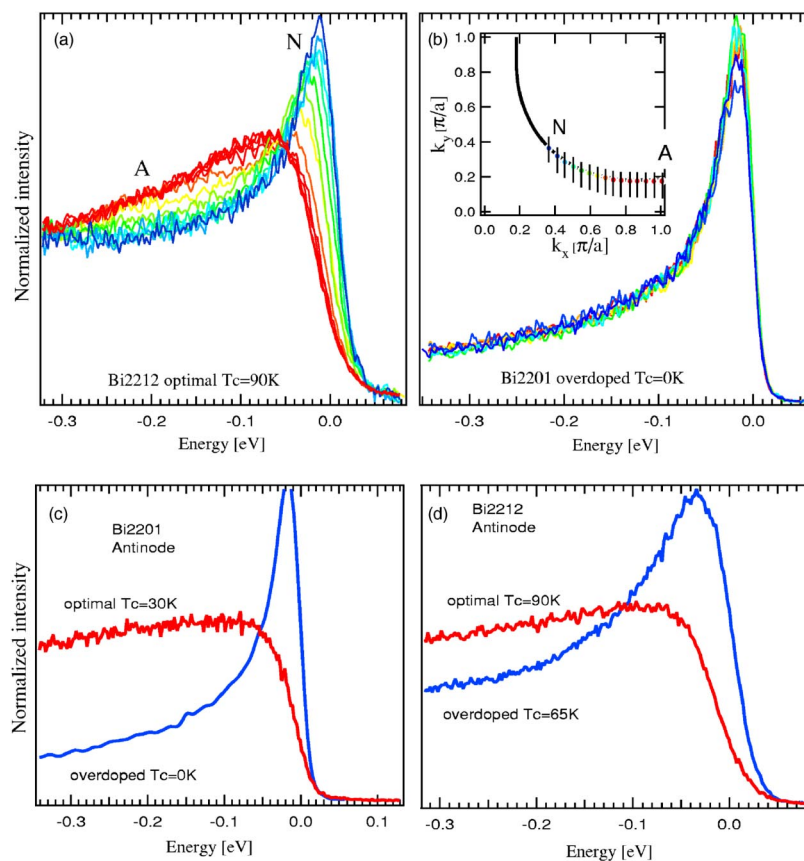 (a)
N
A
Bi2212 optimal Tc=90K
Normalized intensity
-0.3 -0.2 -0.1 0.0
Energy [eV]
(b)
1.0
0.8
0.6
0.4
0.2
0.0
k_y [π/a]
N
A
0.0 0.2 0.4 0.6 0.8 1.0
k_x [π/a]
Bi2201 overdoped Tc=0K
-0.3 -0.2 -0.1 0.0
Energy [eV]
(c)
Bi2201
Antinode
optimal Tc=30K
overdoped Tc=0K
Normalized intensity
-0.3 -0.2 -0.1 0.0 0.1
Energy [eV]
(d)
Bi2212
Antinode
optimal Tc=90K
overdoped Tc=65K
-0.3 -0.2 -0.1 0.0
Energy [eV]